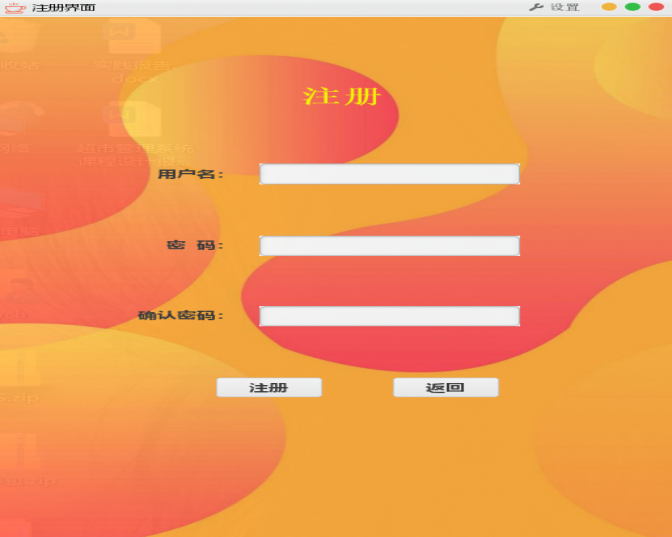 注册界面 设置
注册
用户名：
密 码：
确认密码：
注册 返回